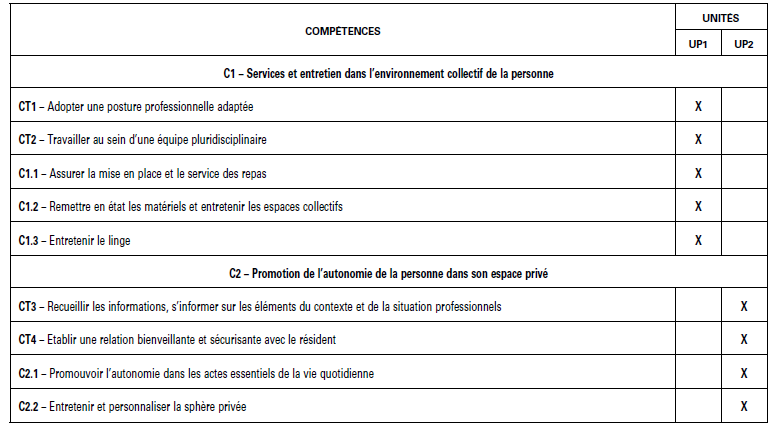 COMPÉTENCES
UNITÉS
UP1 UP2
C1 – Services et entretien dans l'environnement collectif de la personne
CT1 – Adopter une posture professionnelle adaptée X
CT2 – Travailler au sein d'une équipe pluridisciplinaire X
C1.1 – Assurer la mise en place et le service des repas X
C1.2 – Remettre en état les matériels et entretenir les espaces collectifs X
C1.3 – Entretenir le linge X
C2 – Promotion de l'autonomie de la personne dans son espace privé
CT3 – Recueillir les informations, s'informer sur les éléments du contexte et de la situation professionnels X
CT4 – Etablir une relation bienveillante et sécurisante avec le résident X
C2.1 – Promouvoir l'autonomie dans les actes essentiels de la vie quotidienne X
C2.2 – Entretenir et personnaliser la sphère privée X